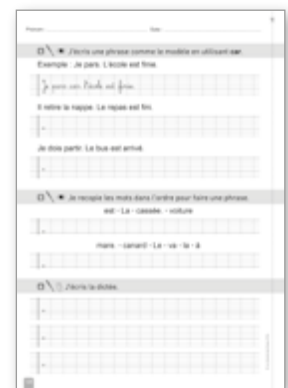 Prénom : Date :
J'écris une phrase comme le modèle en utilisant car.
Exemple : Je pars. L'école est finie.
Je pars car l'école est finie.
Il retire la nappe. Le repas est fini.
Je dois partir. Le bus est arrivé.
Je recopie les mots dans l'ordre pour faire une phrase.
est - La - cassée. - voiture
mare. - canard - Le - va - la - à
J'écris la dictée.